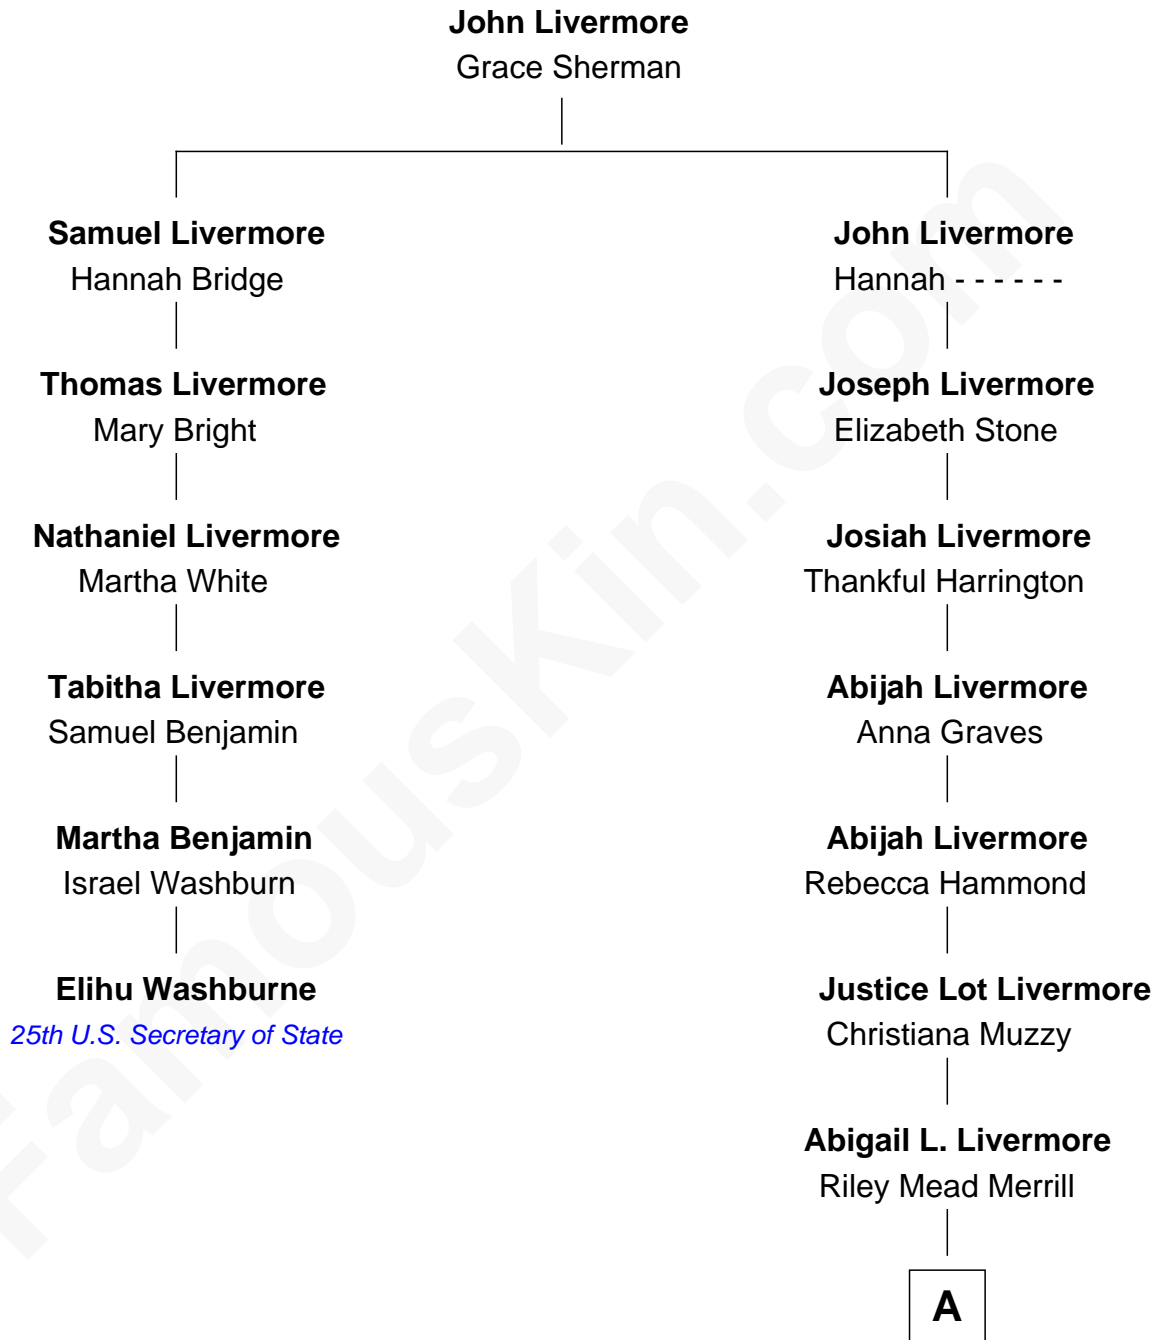 John Livermore
Grace Sherman
Samuel Livermore
Hannah Bridge
Thomas Livermore
Mary Bright
Nathaniel Livermore
Martha White
Tabitha Livermore
Samuel Benjamin
Martha Benjamin
Israel Washburn
Elihu Washburne
25th U.S. Secretary of State
John Livermore
Hannah - - - - - -
Joseph Livermore
Elizabeth Stone
Josiah Livermore
Thankful Harrington
Abijah Livermore
Anna Graves
Abijah Livermore
Rebecca Hammond
Justice Lot Livermore
Christiana Muzzy
Abigail L. Livermore
Riley Mead Merrill
A
FamousKin.com